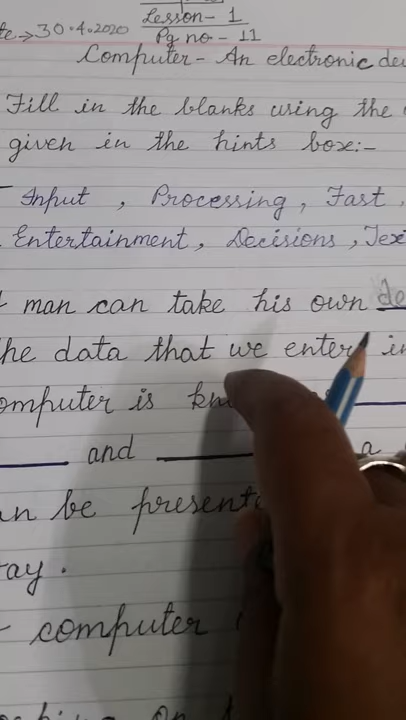 Lesson- 1
te→30.4.2020 Pg no - 11
Computer - An electronic de
Fill in the blanks using the
given in the hints box:-
Input , Processing , Fast ,
Entertainment , Decisions , Tex
man can take his own de
he data that we enter in
omputer is
and a
n be present
ay .
- computer